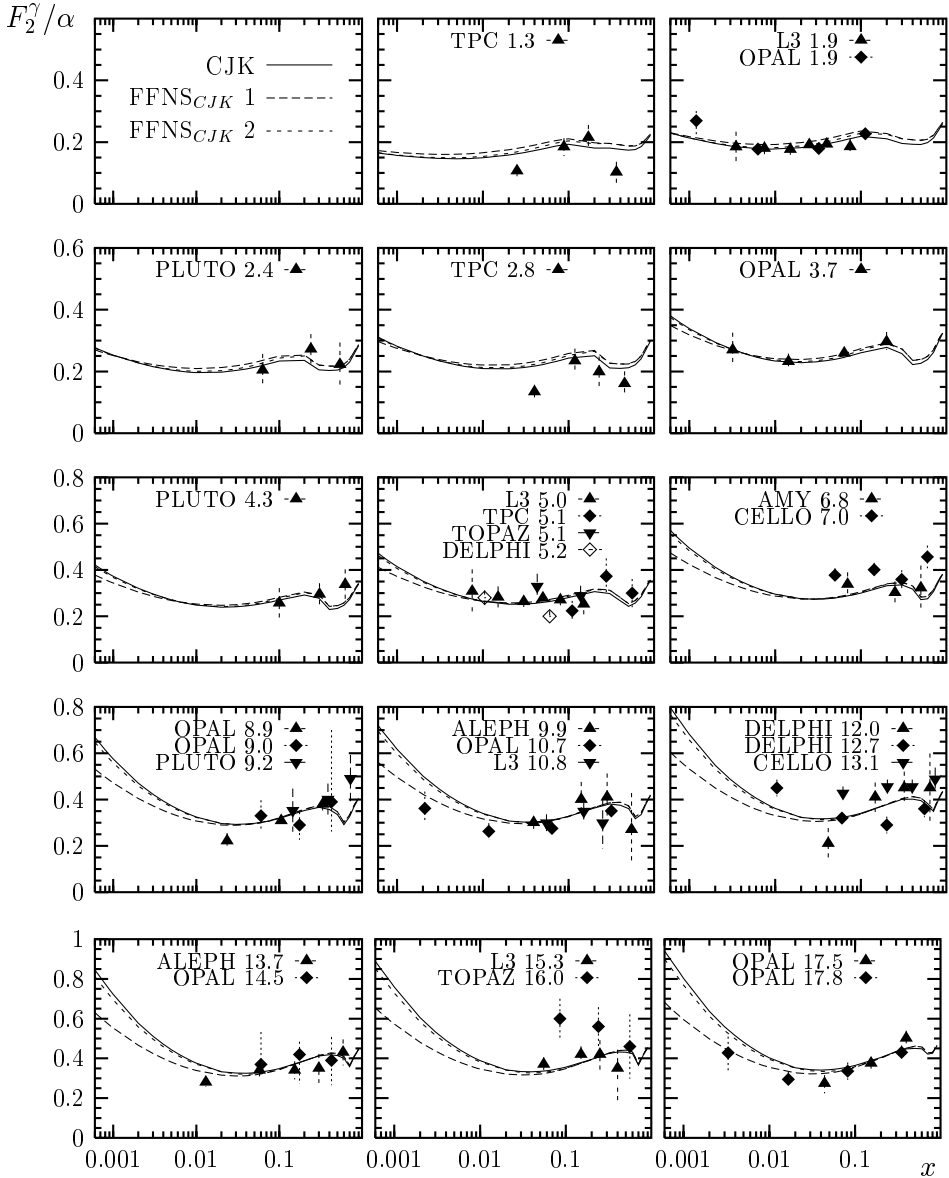 F₂^γ/α
CJK
FFNS_CJK 1
FFNS_CJK 2
TPC 1.3
L3 1.9
OPAL 1.9
0.4
0.2
0
PLUTO 2.4
TPC 2.8
OPAL 3.7
0.6
0.4
0.2
0
PLUTO 4.3
L3 5.0
TPC 5.1
TOPAZ 5.1
DELPHI 5.2
AMY 6.8
CELLO 7.0
0.8
0.6
0.4
0.2
0
OPAL 8.9
OPAL 9.0
PLUTO 9.2
ALEPH 9.9
OPAL 10.7
L3 10.8
DELPHI 12.0
DELPHI 12.7
CELLO 13.1
0.8
0.6
0.4
0.2
0
ALEPH 13.7
OPAL 14.5
L3 15.3
TOPAZ 16.0
OPAL 17.5
OPAL 17.8
1
0.8
0.6
0.4
0.2
0
0.001 0.01 0.1 0.001 0.01 0.1 0.001 0.01 0.1 x